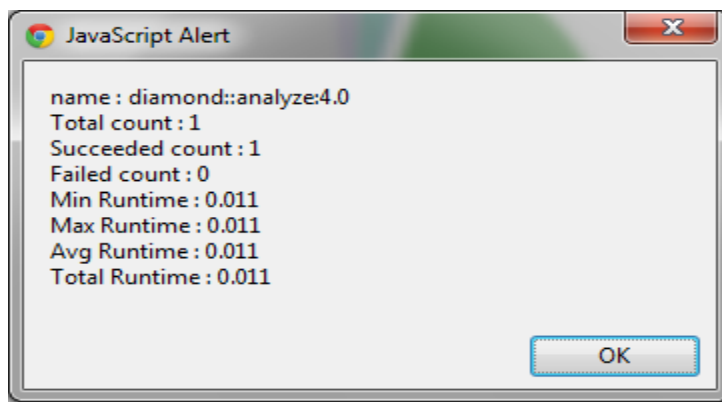 JavaScript Alert
name : diamond::analyze:4.0
Total count : 1
Succeeded count : 1
Failed count : 0
Min Runtime : 0.011
Max Runtime : 0.011
Avg Runtime : 0.011
Total Runtime : 0.011
OK